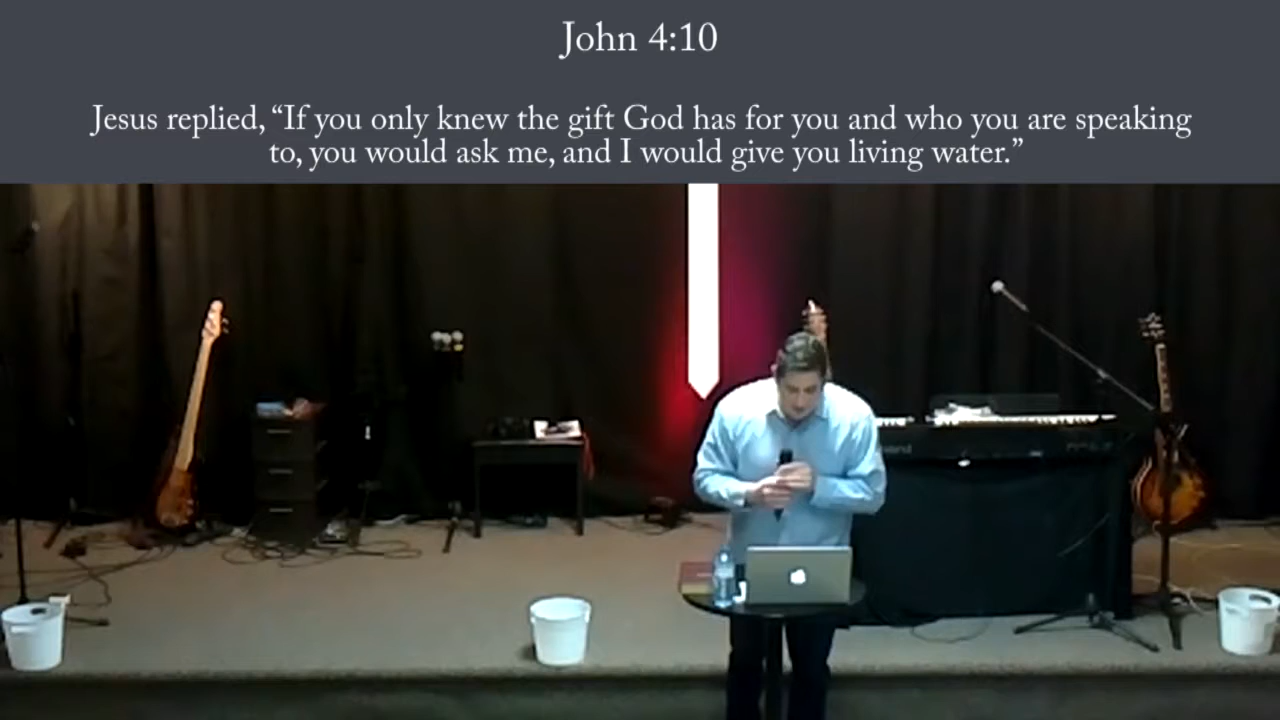 John 4:10
Jesus replied, “If you only knew the gift God has for you and who you are speaking
to, you would ask me, and I would give you living water.”